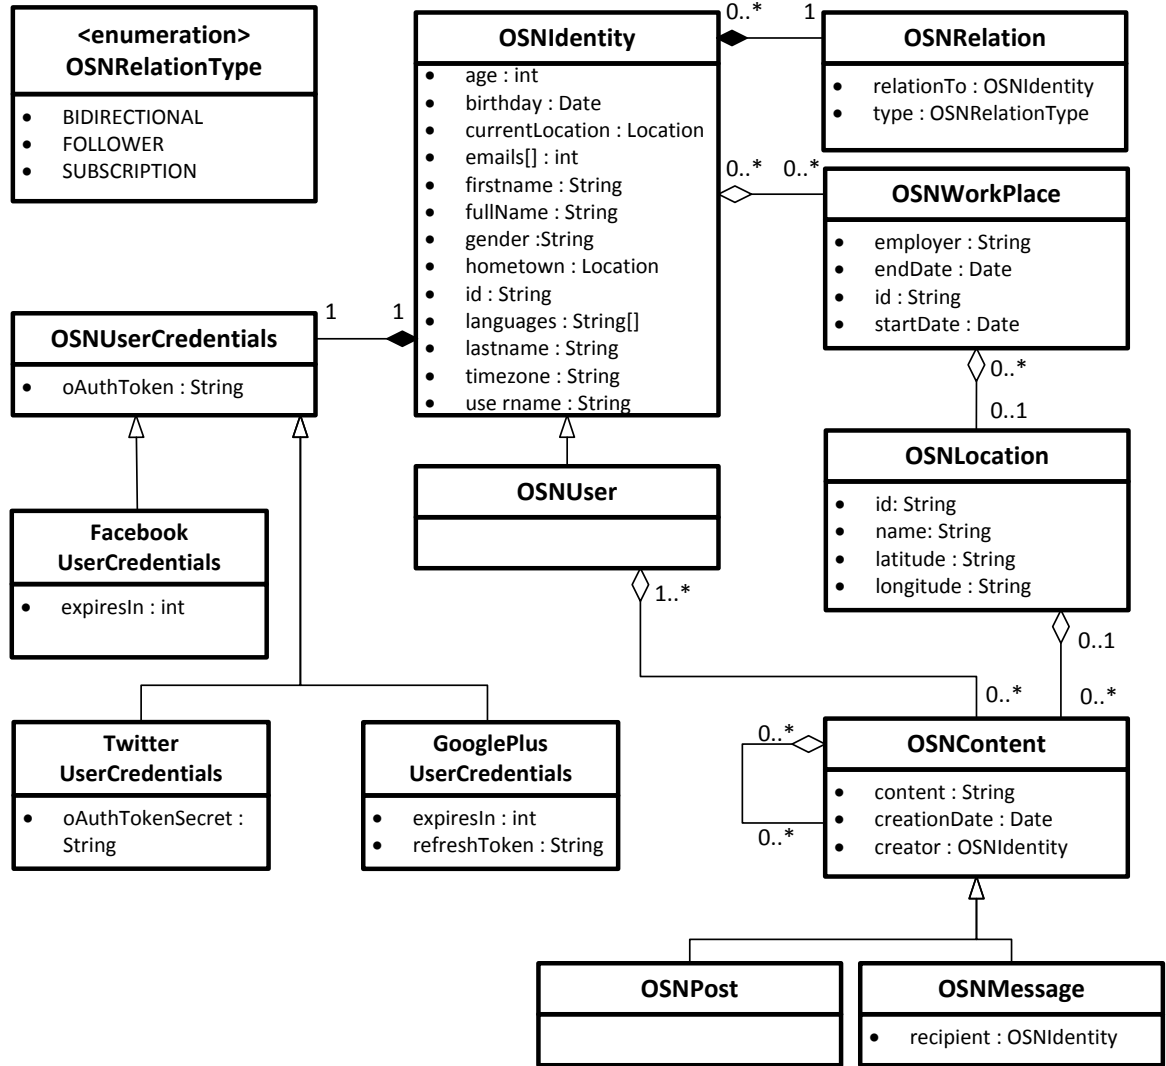 <enumeration>
OSNRelationType
• BIDIRECTIONAL
• FOLLOWER
• SUBSCRIPTION
OSNIdentity
• age : int
• birthday : Date
• currentLocation : Location
• emails[] : int
• firstname : String
• fullName : String
• gender :String
• hometown : Location
• id : String
• languages : String[]
• lastname : String
• timezone : String
• use rname : String
0..* 1
OSNRelation
• relationTo : OSNIdentity
• type : OSNRelationType
0..* 0..*
OSNWorkPlace
• employer : String
• endDate : Date
• id : String
• startDate : Date
1 1
OSNUserCredentials
• oAuthToken : String
0..*
0..1
OSNLocation
• id: String
• name: String
• latitude : String
• longitude : String
OSNUser
Facebook
UserCredentials
• expiresIn : int
1..*
0..1
0..*
0..*
Twitter
UserCredentials
• oAuthTokenSecret :
String
GooglePlus
UserCredentials
• expiresIn : int
• refreshToken : String
0..*
0..*
OSNContent
• content : String
• creationDate : Date
• creator : OSNIdentity
OSNPost
OSNMessage
• recipient : OSNIdentity